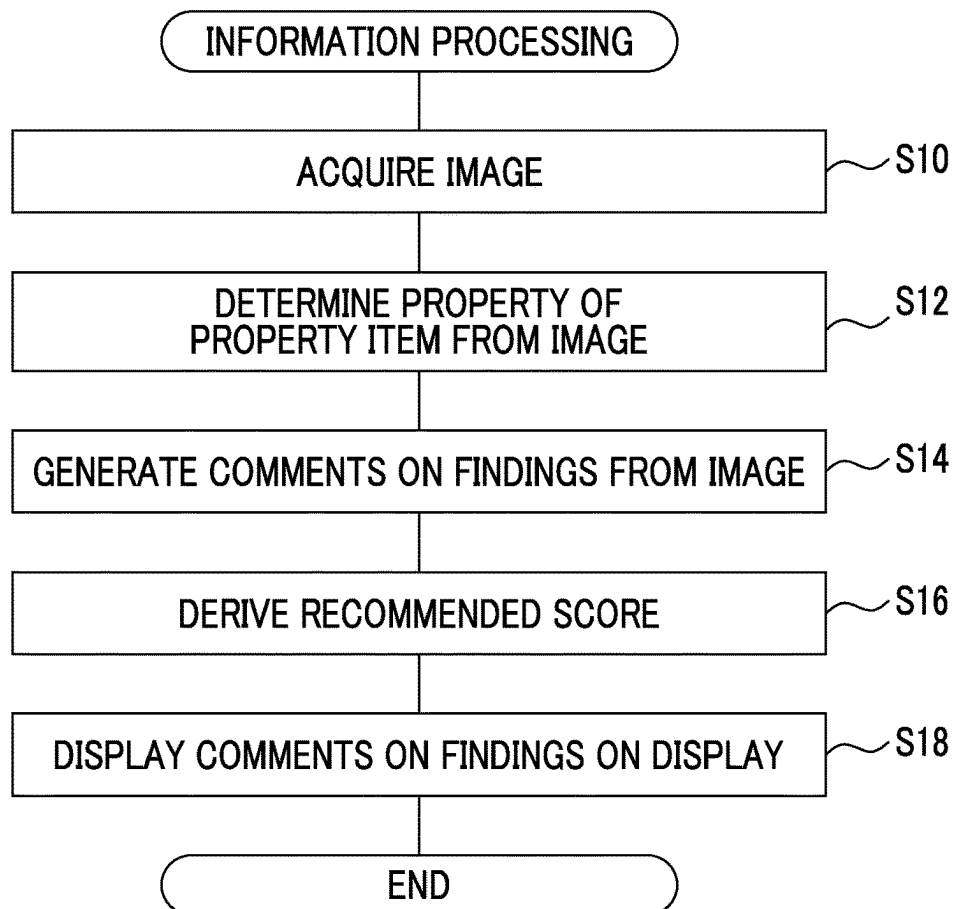 INFORMATION PROCESSING
ACQUIRE IMAGE
S10
DETERMINE PROPERTY OF
PROPERTY ITEM FROM IMAGE
S12
GENERATE COMMENTS ON FINDINGS FROM IMAGE
S14
DERIVE RECOMMENDED SCORE
S16
DISPLAY COMMENTS ON FINDINGS ON DISPLAY
S18
END